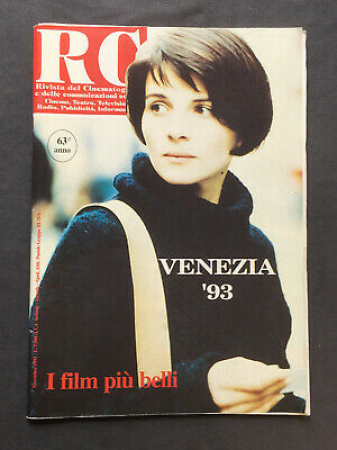 RC
Rivista del Cinematog
e delle comunicazioni so
Cinema, Teatro, Televisio
Radio, Pubblicità, Informa
63°
anno
VENEZIA
'93
I film più belli